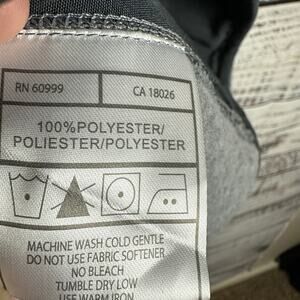 RN 60999
CA 18026
100%POLYESTER/
POLIESTER/POLYESTER
MACHINE WASH COLD GENTLE
DO NOT USE FABRIC SOFTENER
NO BLEACH
TUMBLE DRY LOW
USE WARM IRON